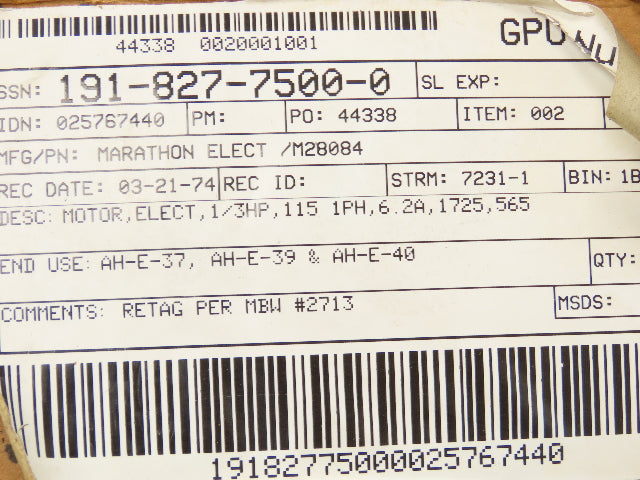 44338 0020001001 GPU Nu
SSN: 191-827-7500-0 SL EXP:
IDN: 025767440 PM: PO: 44338 ITEM: 002
MFG/PN: MARATHON ELECT /M28084
REC DATE: 03-21-74 REC ID: STRM: 7231-1 BIN: 1B
DESC: MOTOR,ELECT,1/3HP,115 1PH,6.2A,1725,565
END USE: AH-E-37, AH-E-39 & AH-E-40 QTY:
COMMENTS: RETAG PER MBW #2713 MSDS:
191827750000025767440